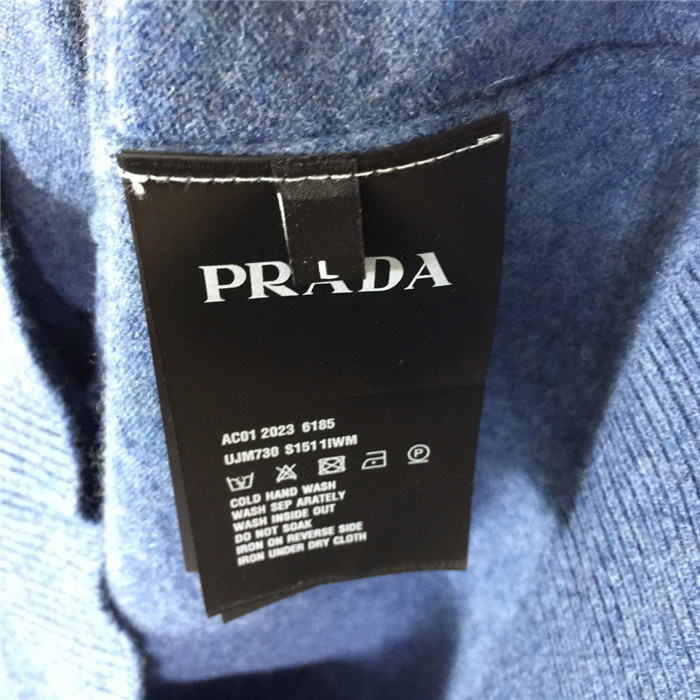 PRADA
L
AC01 2023 6185
UJM730 S151 1IWM
COLD HAND WASH
WASH SEP ARATELY
WASH INSIDE OUT
DO NOT SOAK
IRON ON REVERSE SIDE
IRON UNDER DRY CLOTH